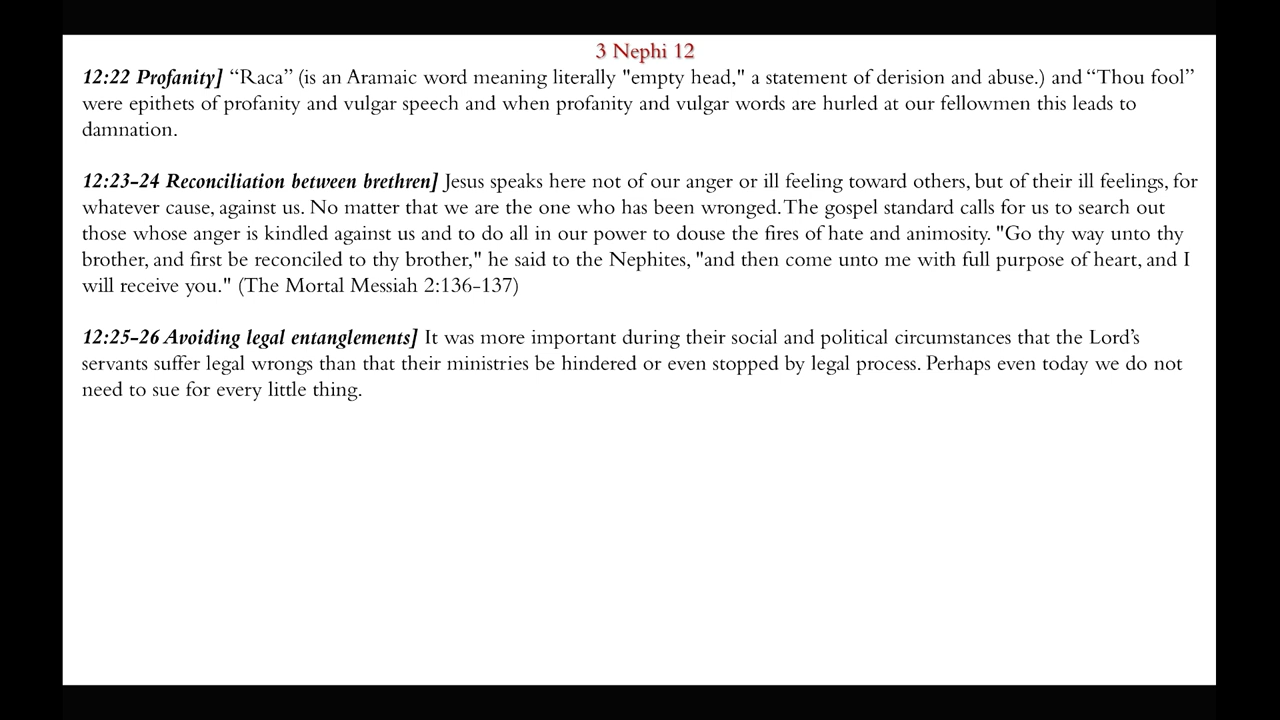 3 Nephi 12
12:22 Profanity] “Raca” (is an Aramaic word meaning literally "empty head," a statement of derision and abuse.) and “Thou fool”
were epithets of profanity and vulgar speech and when profanity and vulgar words are hurled at our fellowmen this leads to
damnation.
12:23-24 Reconciliation between brethren] Jesus speaks here not of our anger or ill feeling toward others, but of their ill feelings, for
whatever cause, against us. No matter that we are the one who has been wronged. The gospel standard calls for us to search out
those whose anger is kindled against us and to do all in our power to douse the fires of hate and animosity. "Go thy way unto thy
brother, and first be reconciled to thy brother," he said to the Nephites, "and then come unto me with full purpose of heart, and I
will receive you." (The Mortal Messiah 2:136-137)
12:25-26 Avoiding legal entanglements] It was more important during their social and political circumstances that the Lord’s
servants suffer legal wrongs than that their ministries be hindered or even stopped by legal process. Perhaps even today we do not
need to sue for every little thing.